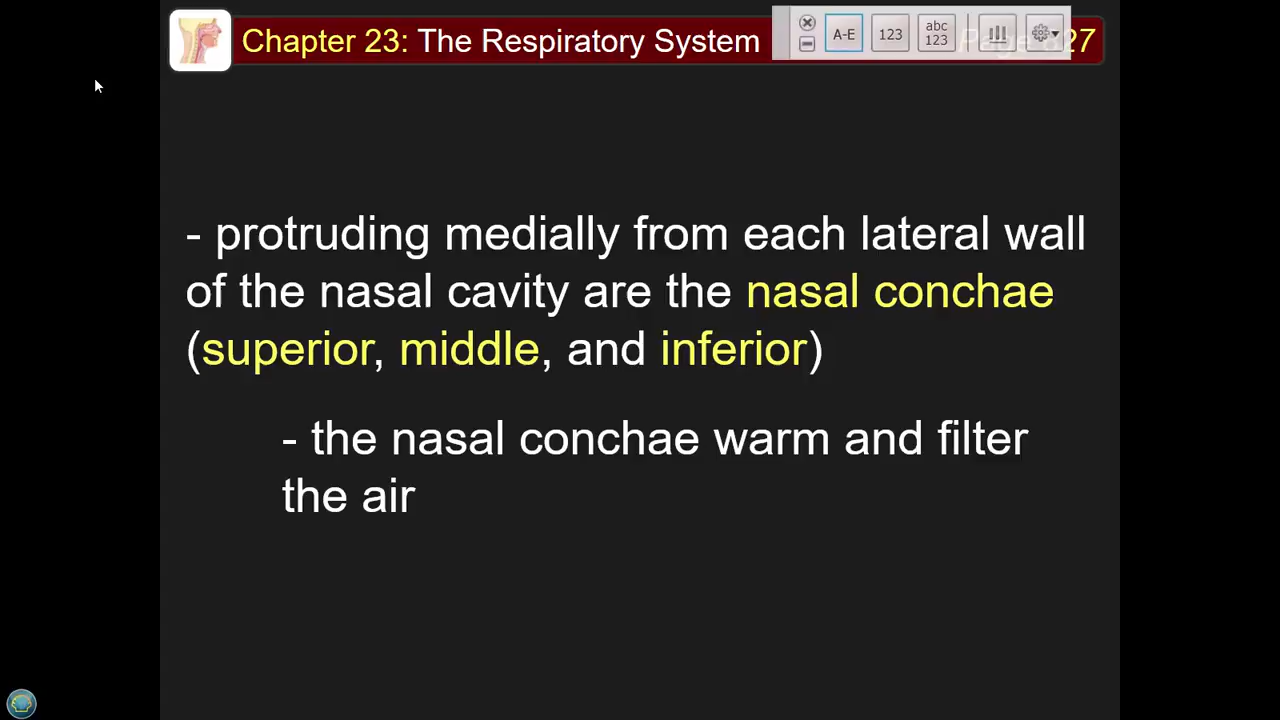 Chapter 23: The Respiratory System
A-E
123
abc
123
27
- protruding medially from each lateral wall
of the nasal cavity are the nasal conchae
(superior, middle, and inferior)
- the nasal conchae warm and filter
the air